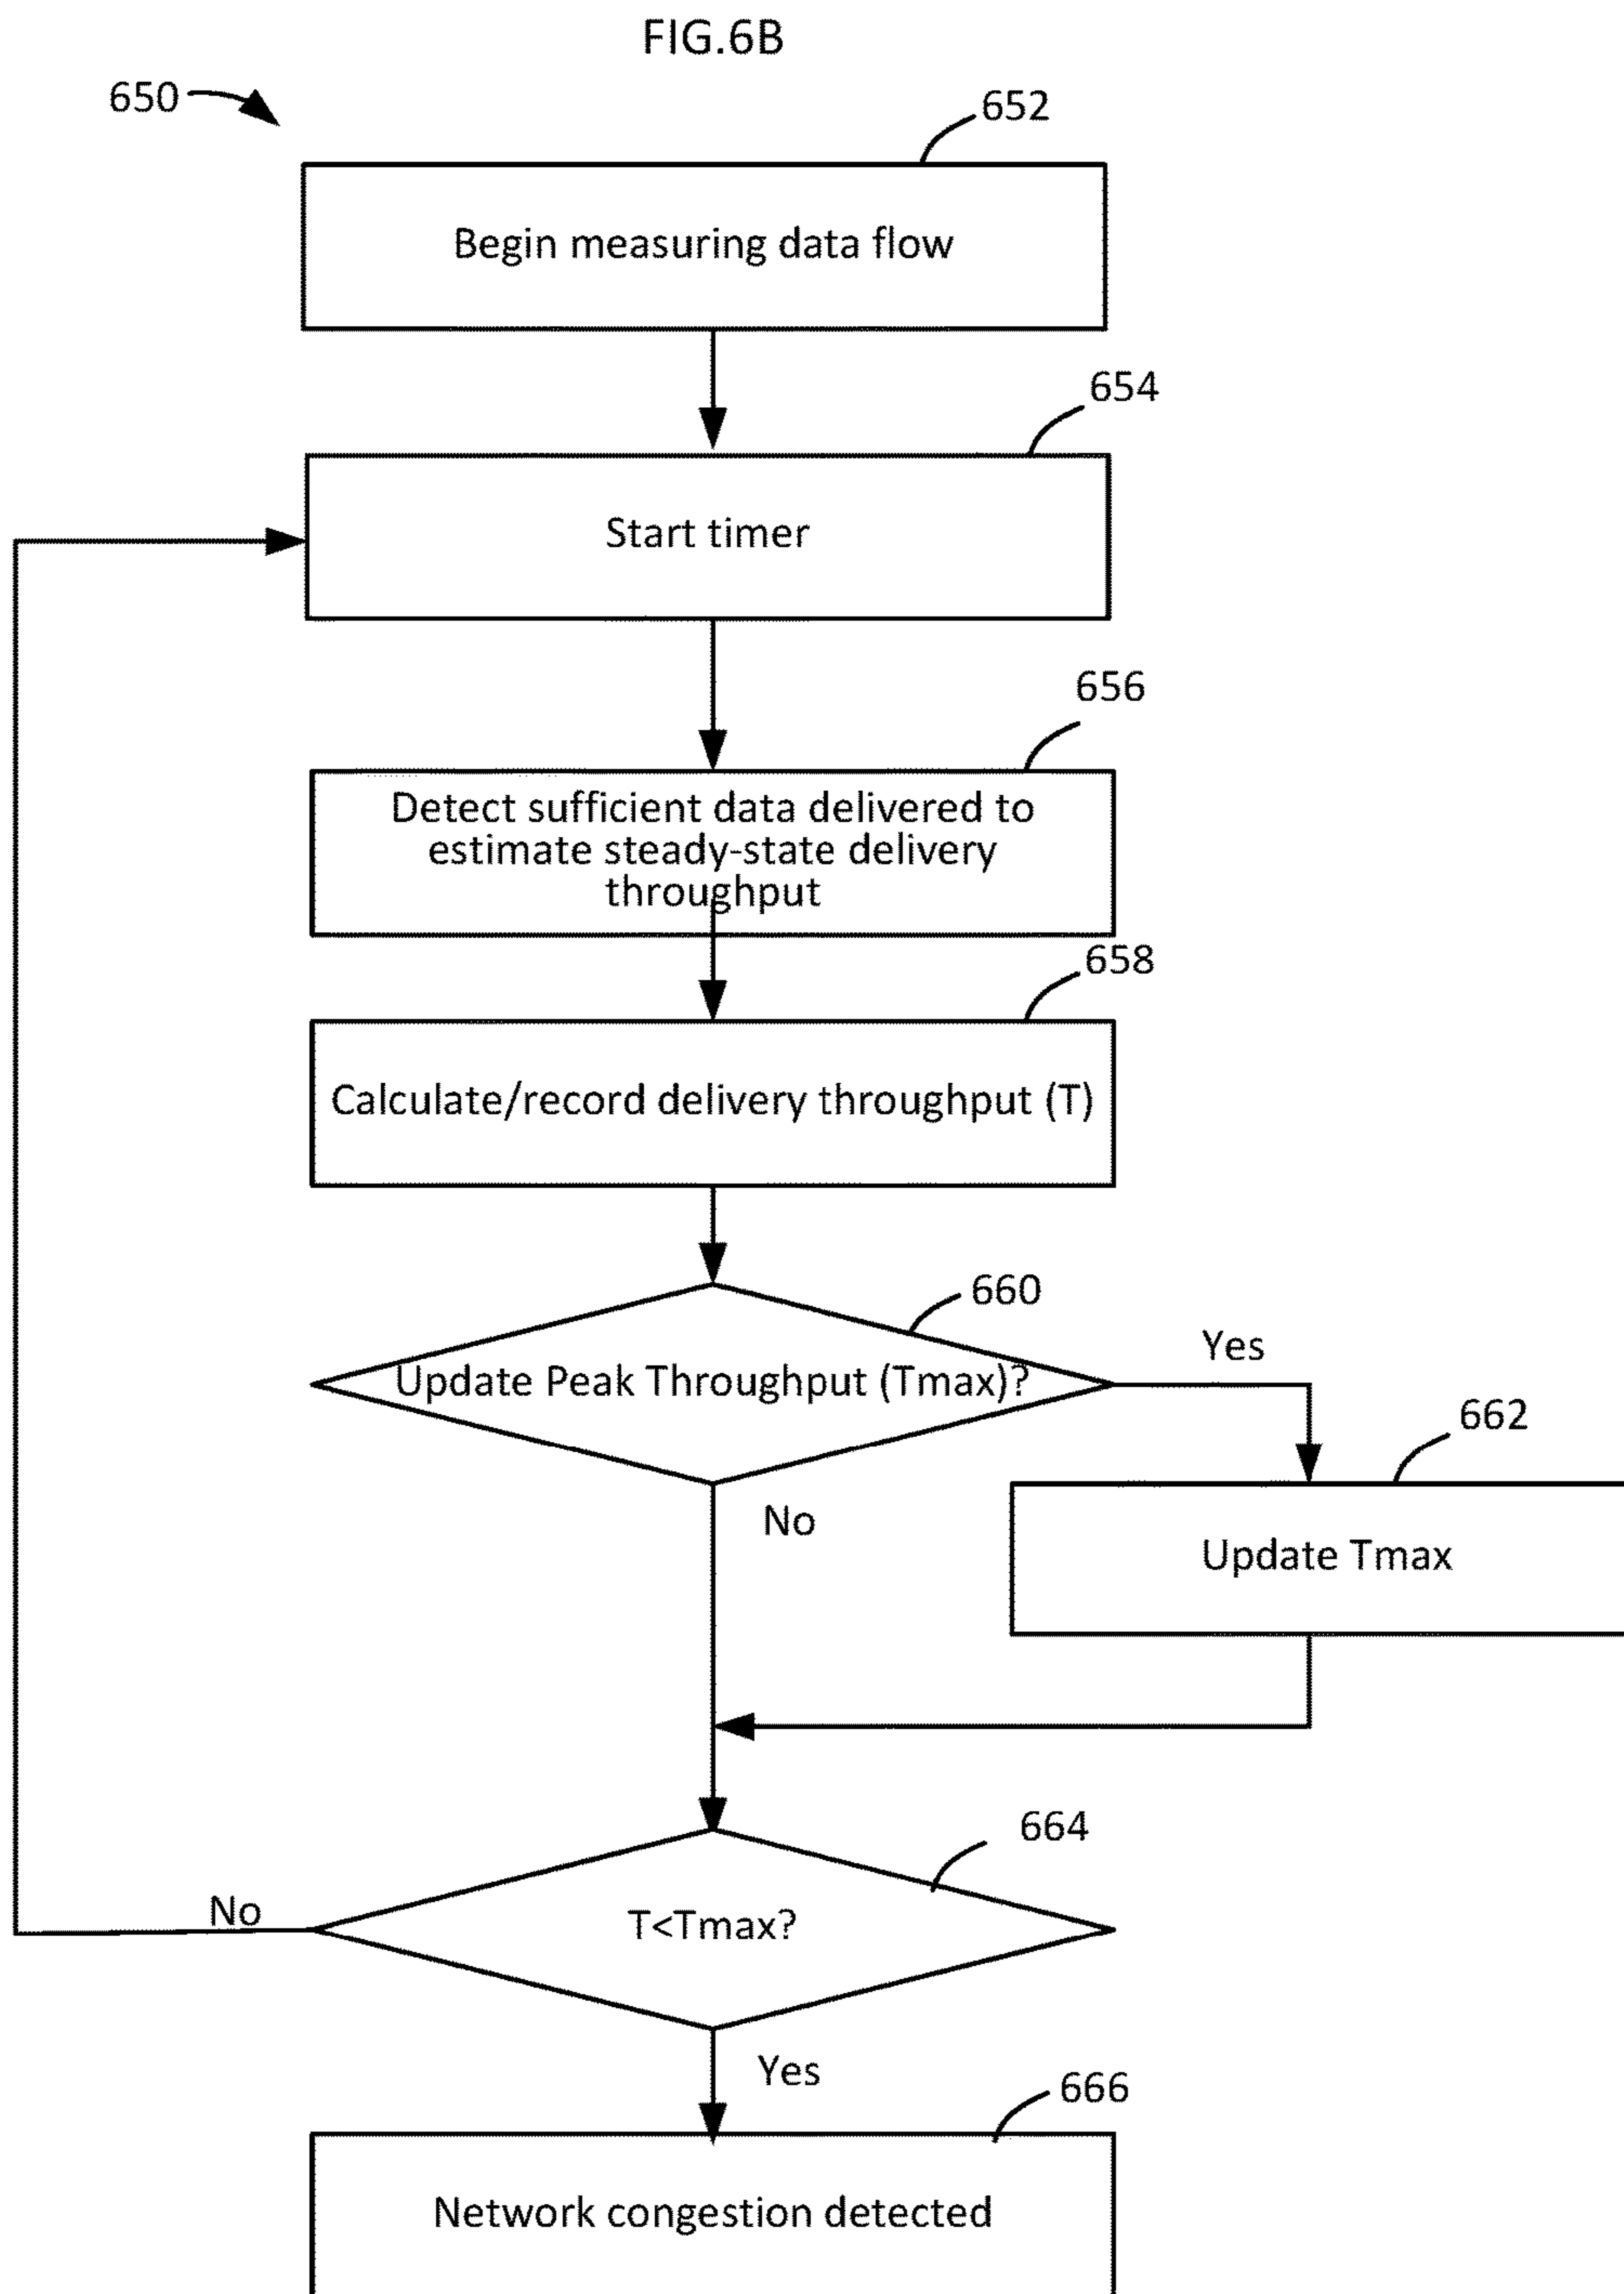 FIG.6B
650
652
Begin measuring data flow
654
Start timer
656
Detect sufficient data delivered to
estimate steady-state delivery
throughput
658
Calculate/record delivery throughput (T)
660
Update Peak Throughput (Tmax)?
Yes
662
No
Update Tmax
664
No
T<Tmax?
Yes
666
Network congestion detected